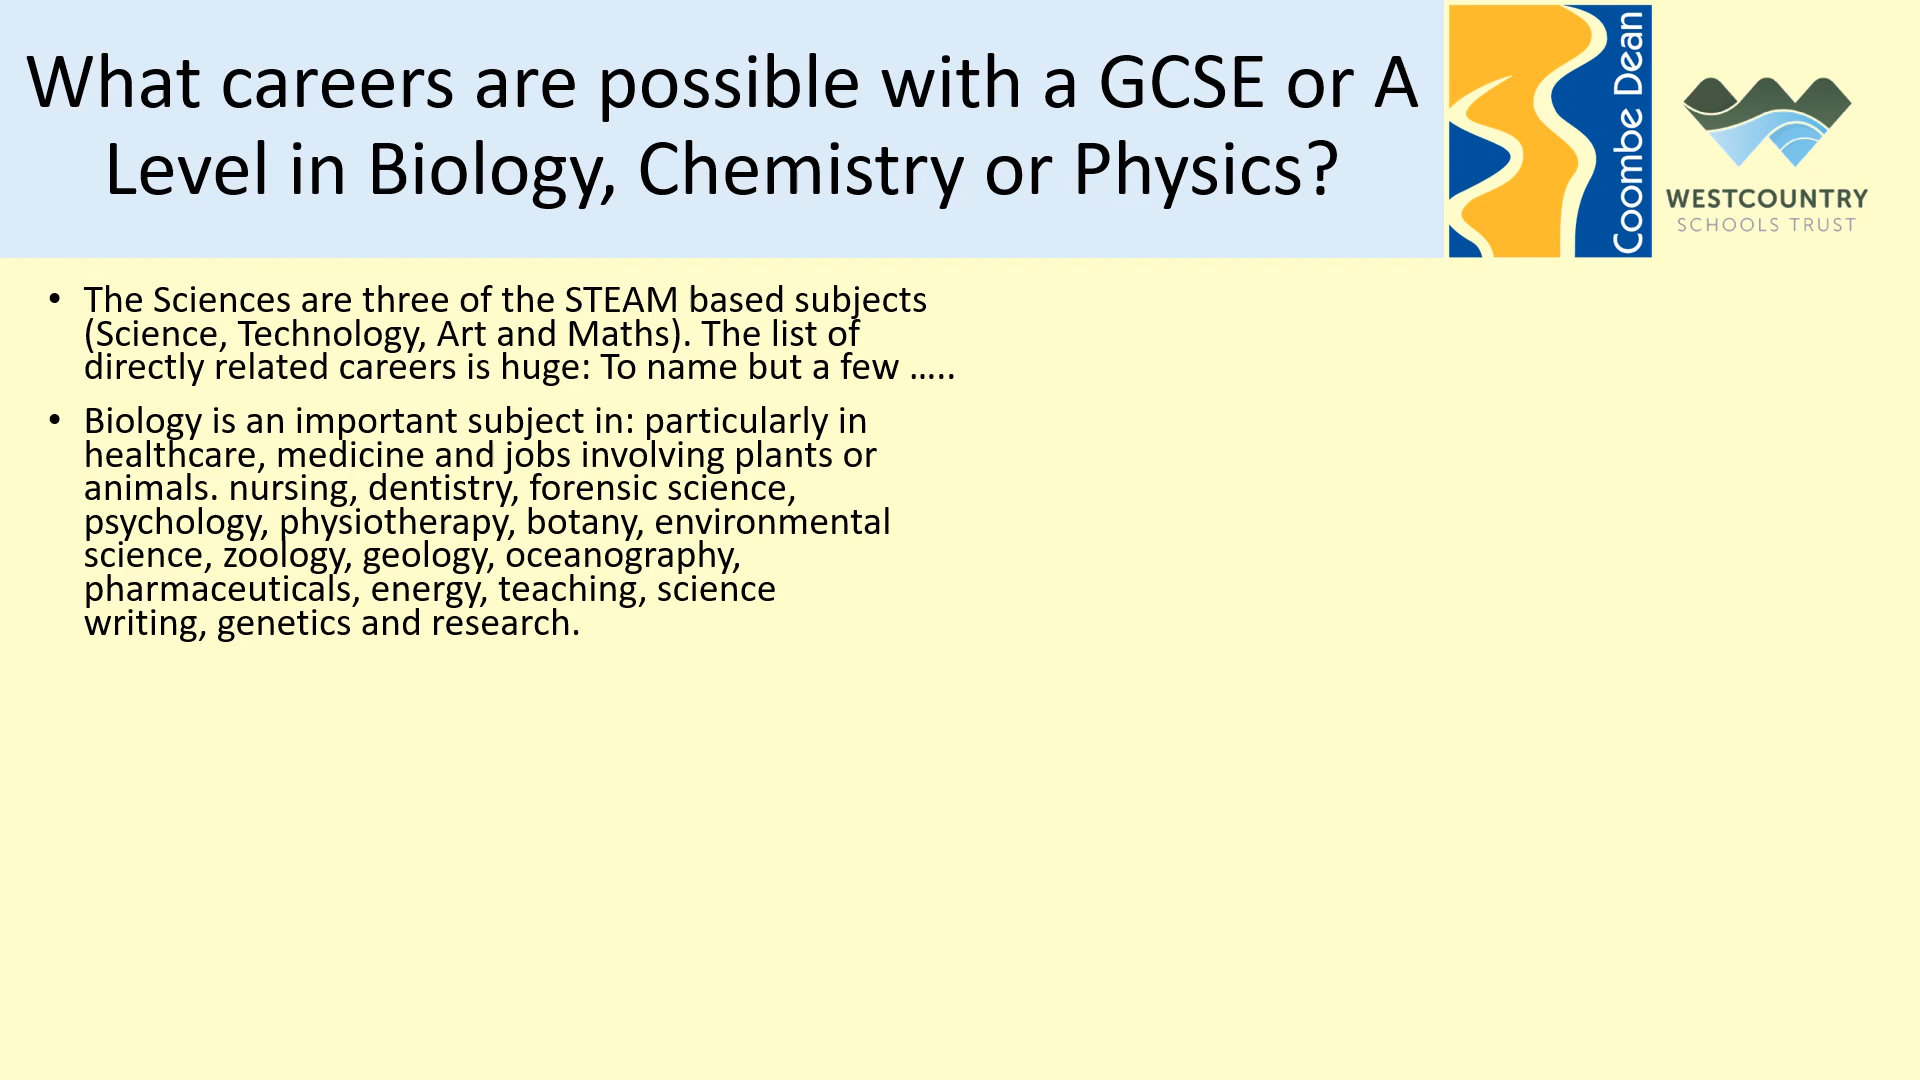 What careers are possible with a GCSE or A
Level in Biology, Chemistry or Physics?
Coombe Dean
WESTCOUNTRY
SCHOOLS TRUST
• The Sciences are three of the STEAM based subjects
(Science, Technology, Art and Maths). The list of
directly related careers is huge: To name but a few …..
• Biology is an important subject in: particularly in
healthcare, medicine and jobs involving plants or
animals. nursing, dentistry, forensic science,
psychology, physiotherapy, botany, environmental
science, zoology, geology, oceanography,
pharmaceuticals, energy, teaching, science
writing, genetics and research.